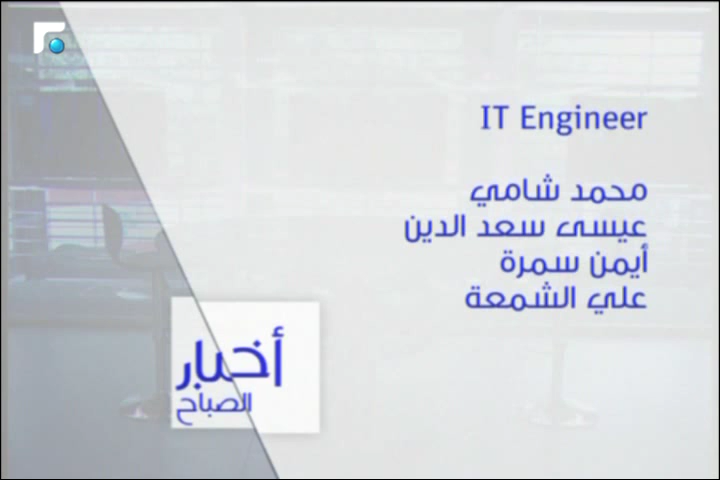 IT Engineer
محمد شامي
عيسى سعد الدين
أيمن سمرة
علي الشمعة
أخبار
الصباح